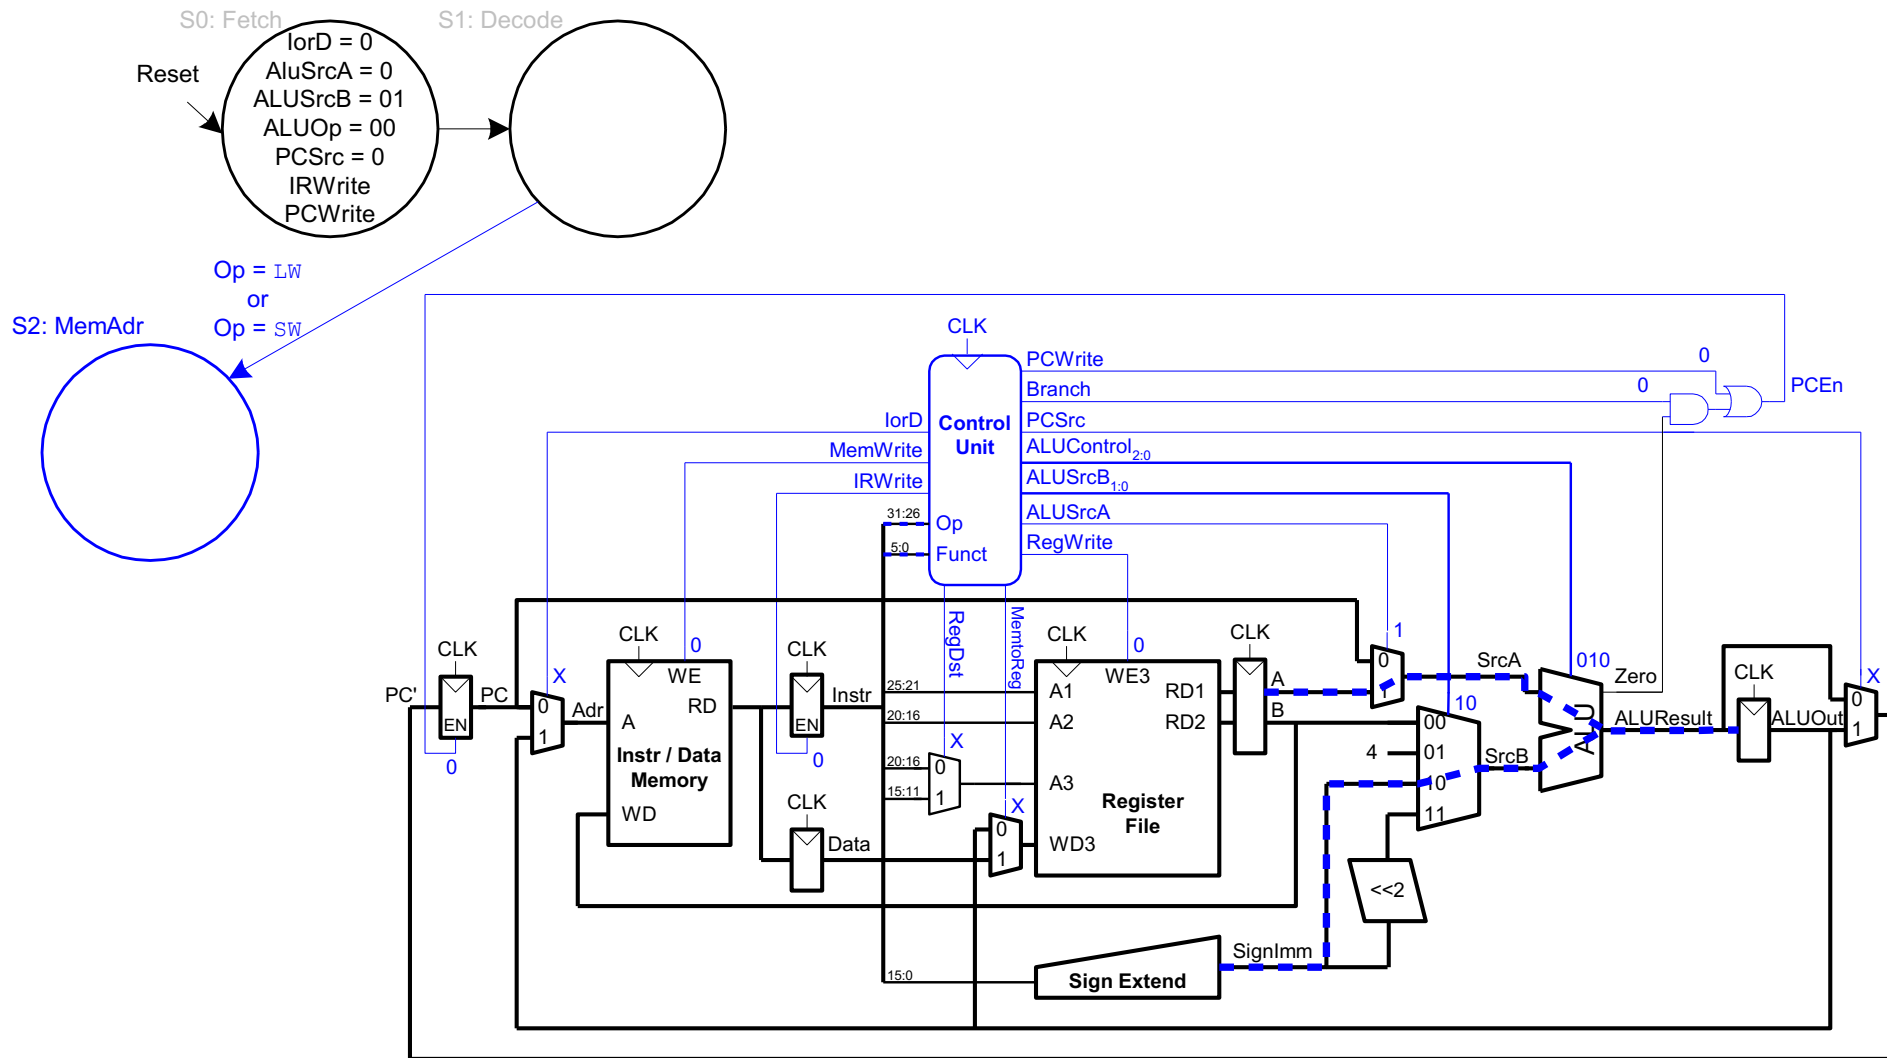 S0: Fetch
S1: Decode
Reset
IorD = 0
AluSrcA = 0
ALUSrcB = 01
ALUOp = 00
PCSrc = 0
IRWrite
PCWrite
Op = LW
or
Op = SW
S2: MemAdr
CLK
PCWrite
0
Branch
0
PCEn
IorD
Control
Unit
PCSrc
MemWrite
ALUControl2:0
IRWrite
ALUSrcB1:0
31:26
Op
ALUSrcA
5:0
Funct
RegWrite
RegDst
MemtoReg
CLK
CLK
CLK
CLK
CLK
0
0
1
X
WE
WE3
0
SrcA
010
Zero
CLK
X
PC'
PC
EN
0
1
Adr
A
RD
EN
Instr
25:21
A1
RD1
A
1
10
0
20:16
A2
RD2
B
00
ALU
ALUResult
ALUOut
0
1
0
Instr / Data
Memory
X
4
01
SrcB
20:16
0
15:11
1
A3
10
WD
CLK
X
Register
File
11
Data
0
1
WD3
<<2
SignImm
15:0
Sign Extend